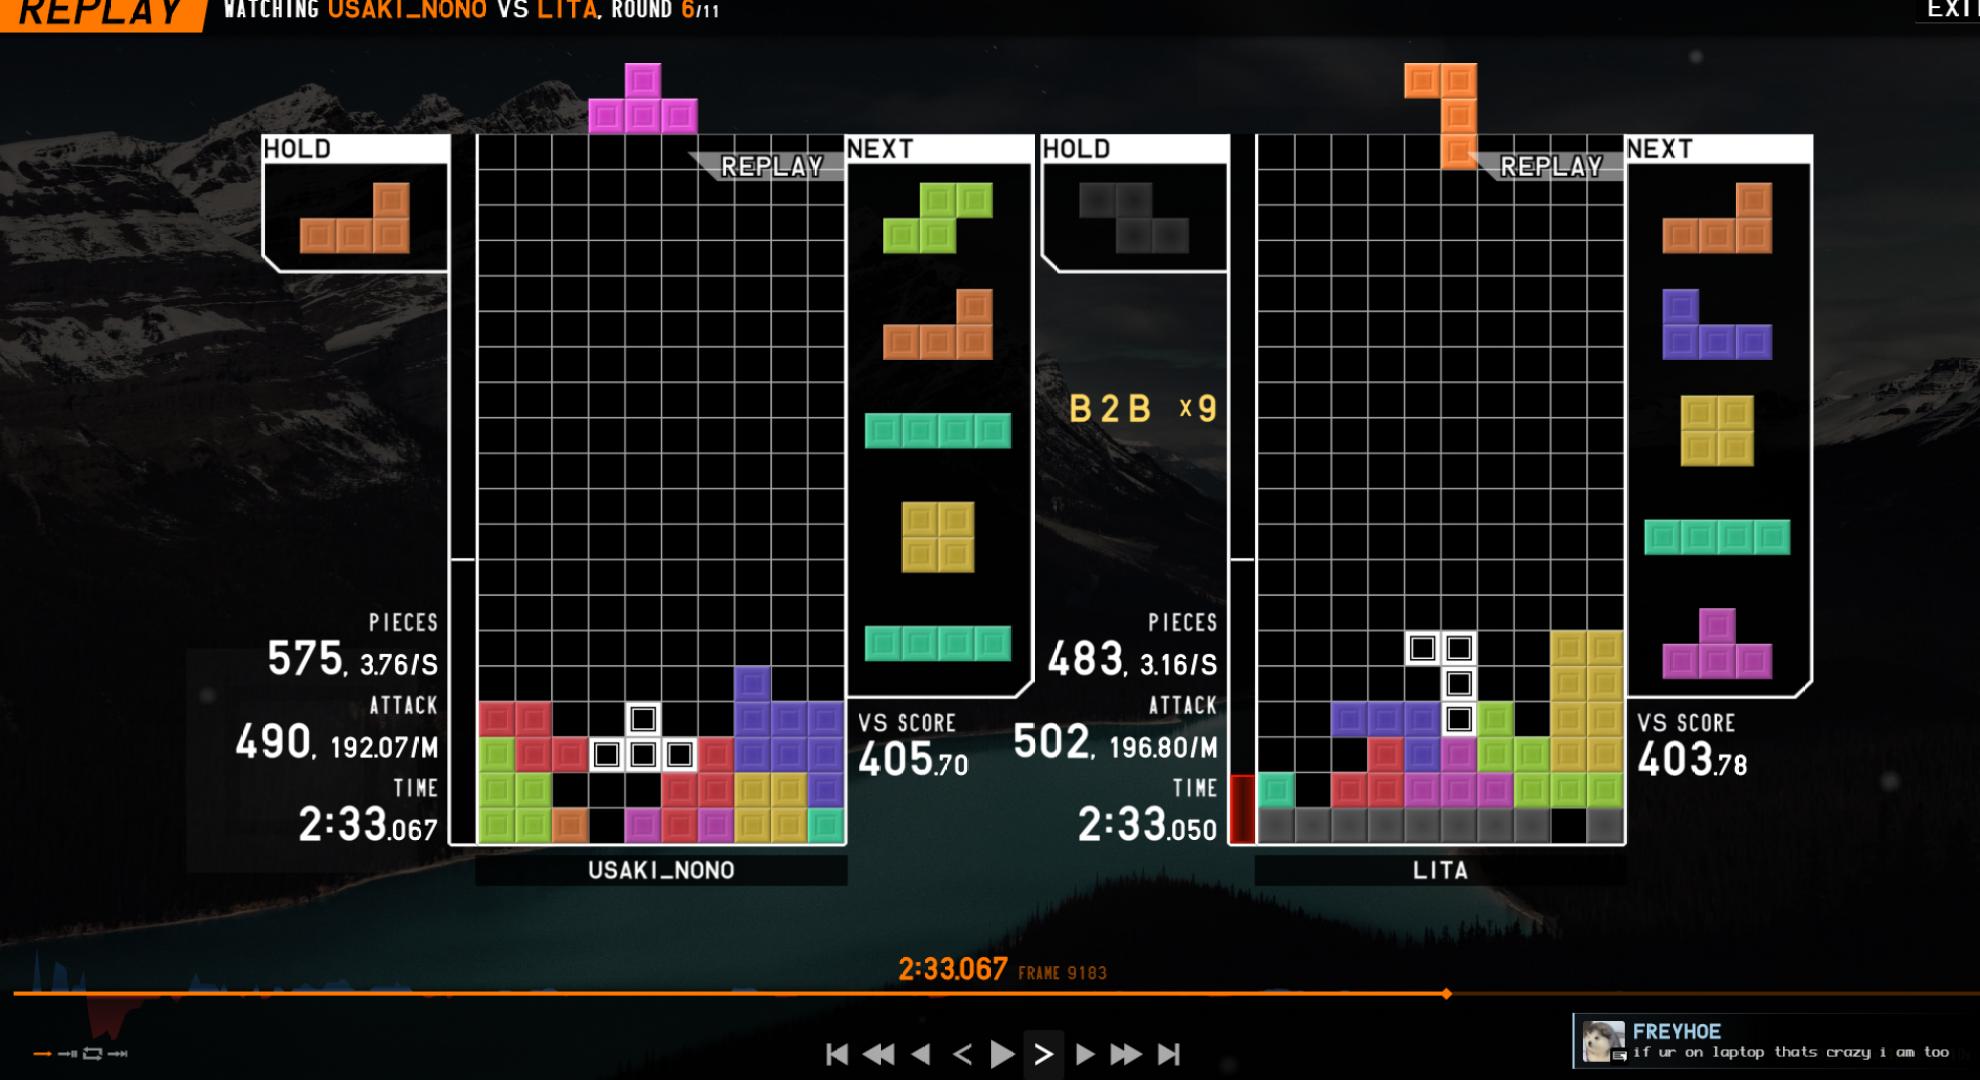 REPLAY
WATCHING USAKI_NONO VS LITA, ROUND 6/11
EXIT
HOLD
REPLAY
NEXT
HOLD
REPLAY
NEXT
B2B x9
PIECES
575, 3.76/S
ATTACK
490, 192.07/M
TIME
2:33.067
VS SCORE
405.70
PIECES
483, 3.16/S
ATTACK
502, 196.80/M
TIME
2:33.050
VS SCORE
403.78
USAKI_NONO
LITA
2:33.067 FRAME 9183
FREYHOE
if ur on laptop thats crazy i am too